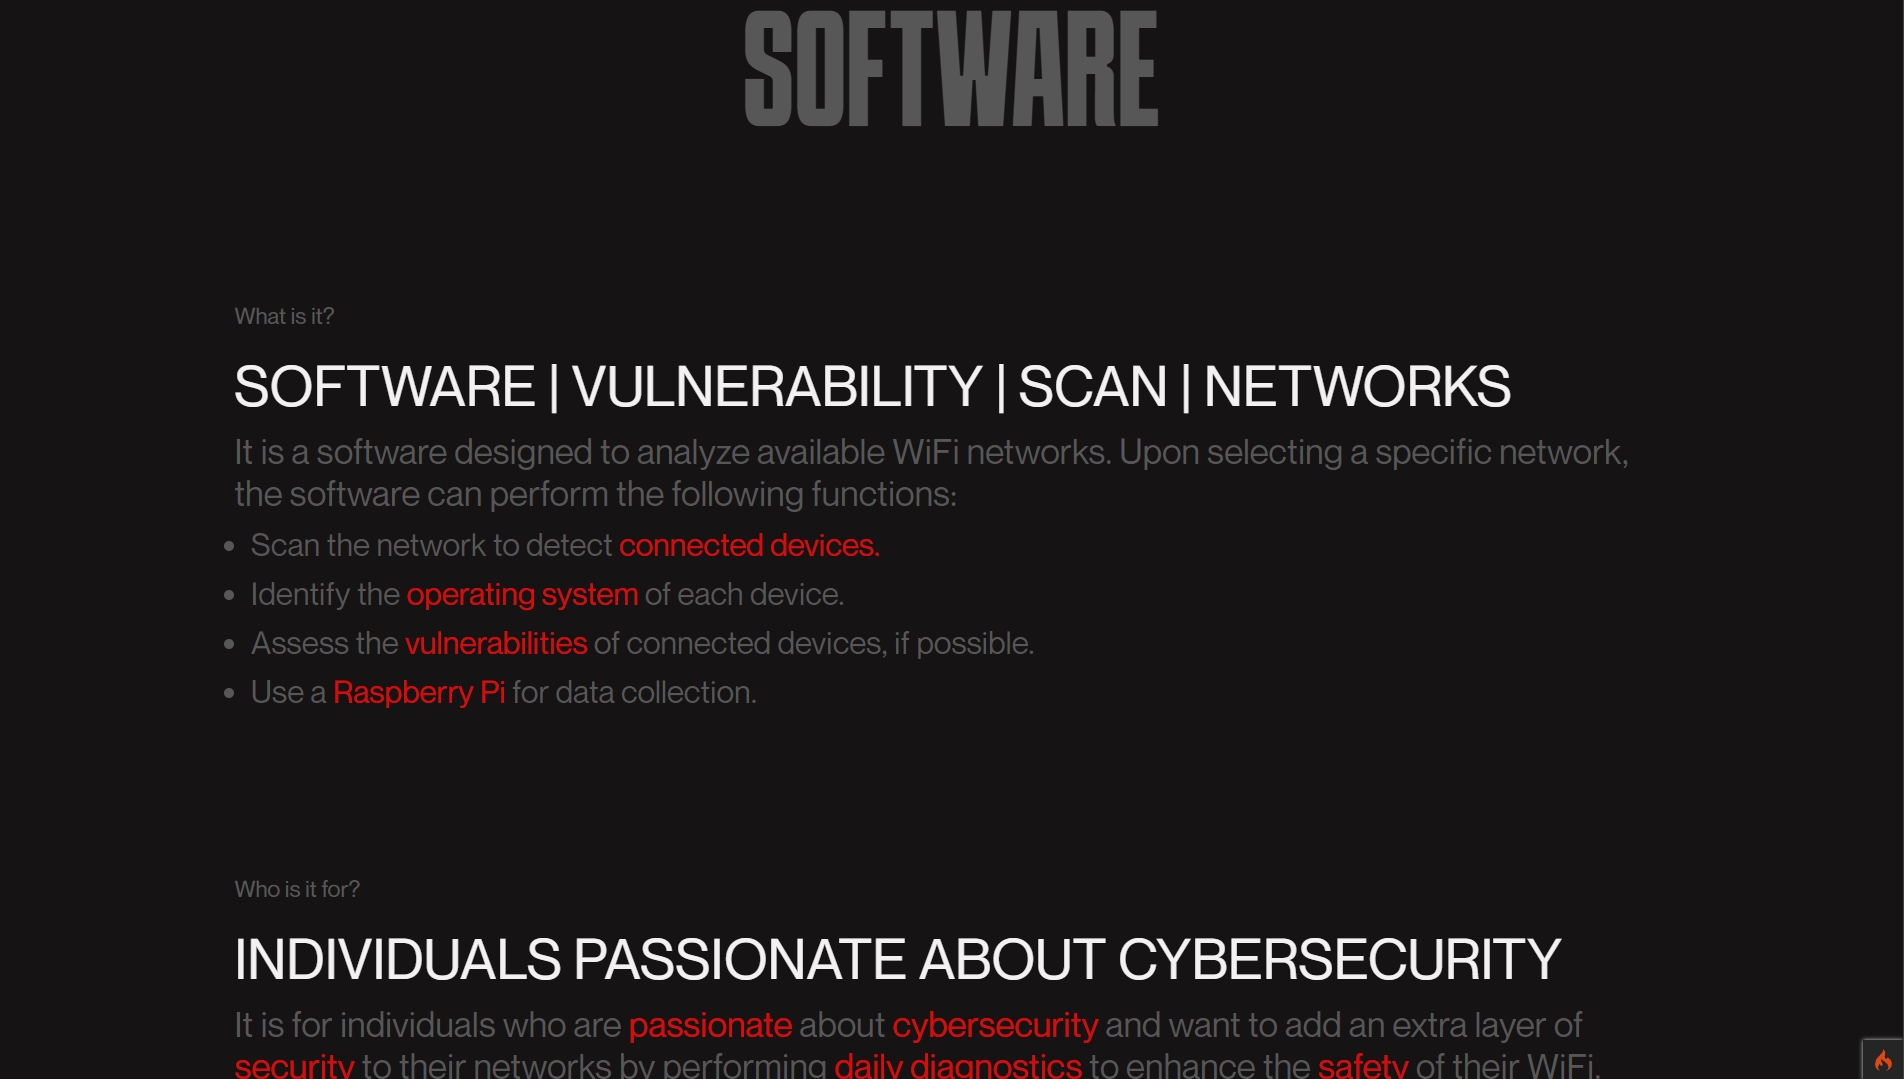 SOFTWARE
What is it?
SOFTWARE | VULNERABILITY | SCAN | NETWORKS
It is a software designed to analyze available WiFi networks. Upon selecting a specific network,
the software can perform the following functions:
• Scan the network to detect connected devices.
• Identify the operating system of each device.
• Assess the vulnerabilities of connected devices, if possible.
• Use a Raspberry Pi for data collection.
Who is it for?
INDIVIDUALS PASSIONATE ABOUT CYBERSECURITY
It is for individuals who are passionate about cybersecurity and want to add an extra layer of
security to their networks by performing daily diagnostics to enhance the safety of their WiFi.